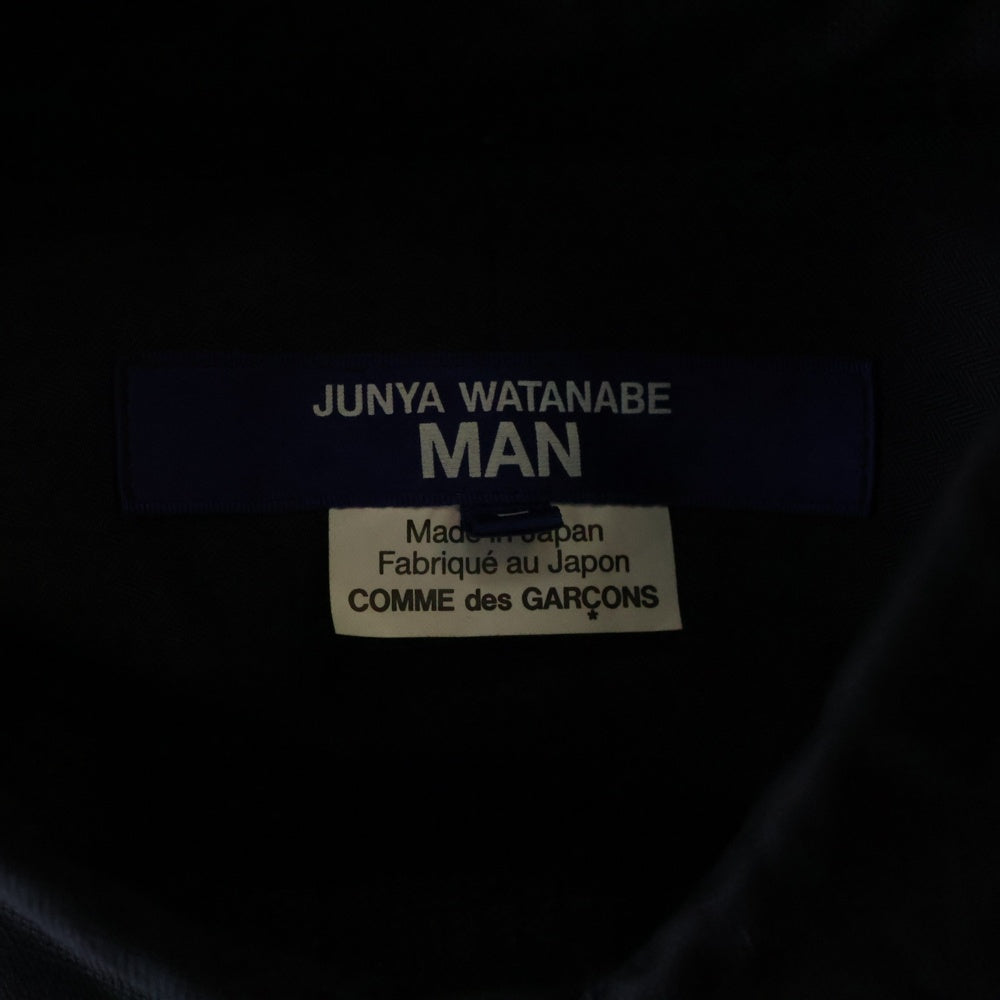 JUNYA WATANABE
MAN
Made in Japan
Fabriqué au Japon
COMME des GARÇONS